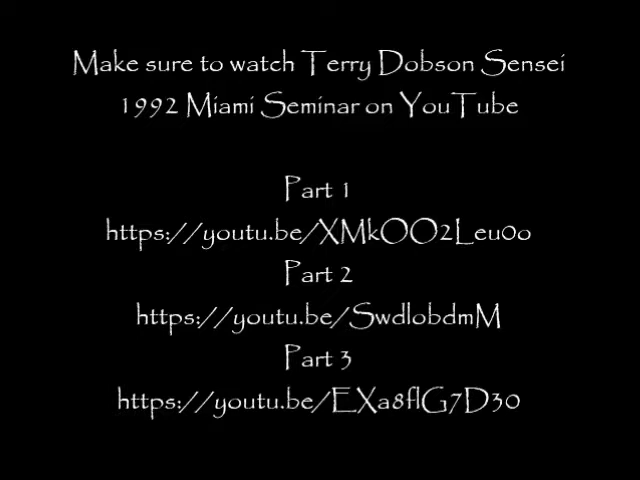 Make sure to watch Terry Dobson Sensei
1992 Miami Seminar on YouTube
Part 1
https://youtu.be/XMkOO2Leu0o
Part 2
https://youtu.be/SwdlobdmM
Part 3
https://youtu.be/EXa8flG7D30